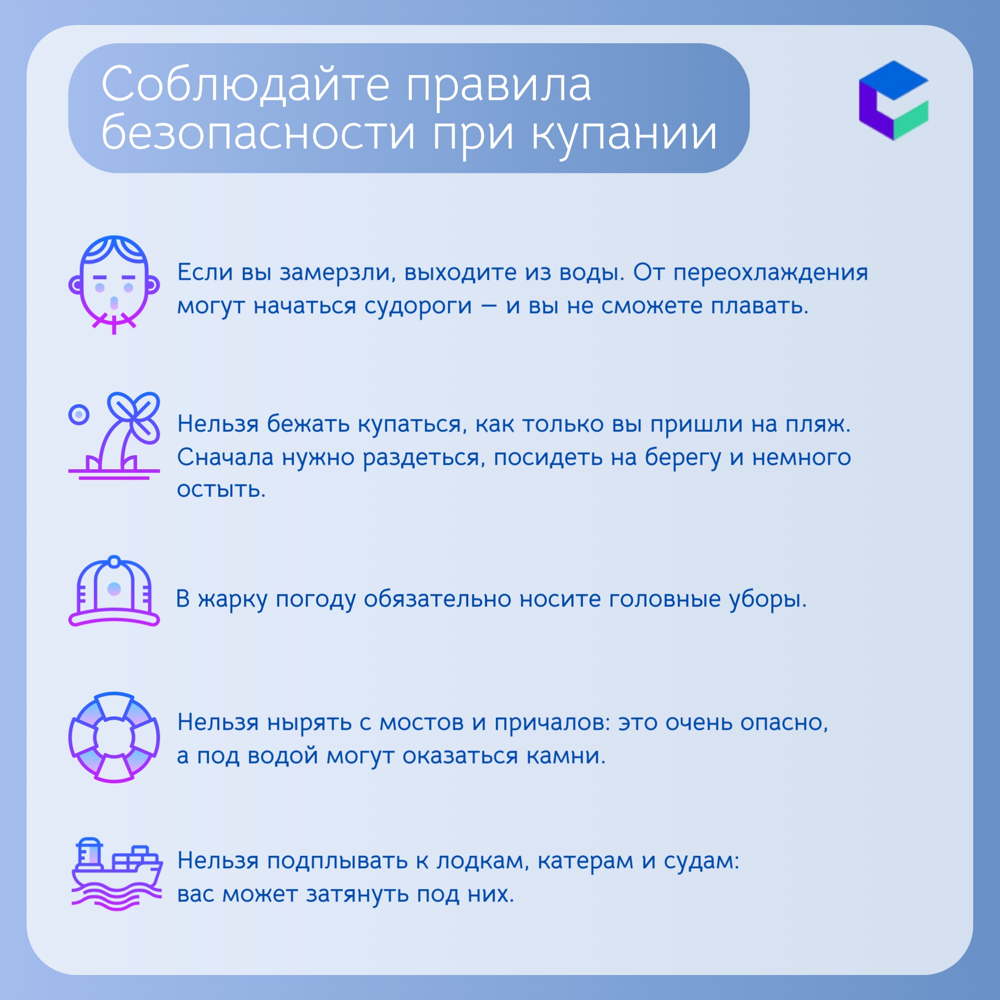 Соблюдайте правила
безопасности при купании
Если вы замерзли, выходите из воды. От переохлаждения
могут начаться судороги — и вы не сможете плавать.
Нельзя бежать купаться, как только вы пришли на пляж.
Сначала нужно раздеться, посидеть на берегу и немного
остыть.
В жарку погоду обязательно носите головные уборы.
Нельзя нырять с мостов и причалов: это очень опасно,
а под водой могут оказаться камни.
Нельзя подплывать к лодкам, катерам и судам:
вас может затянуть под них.